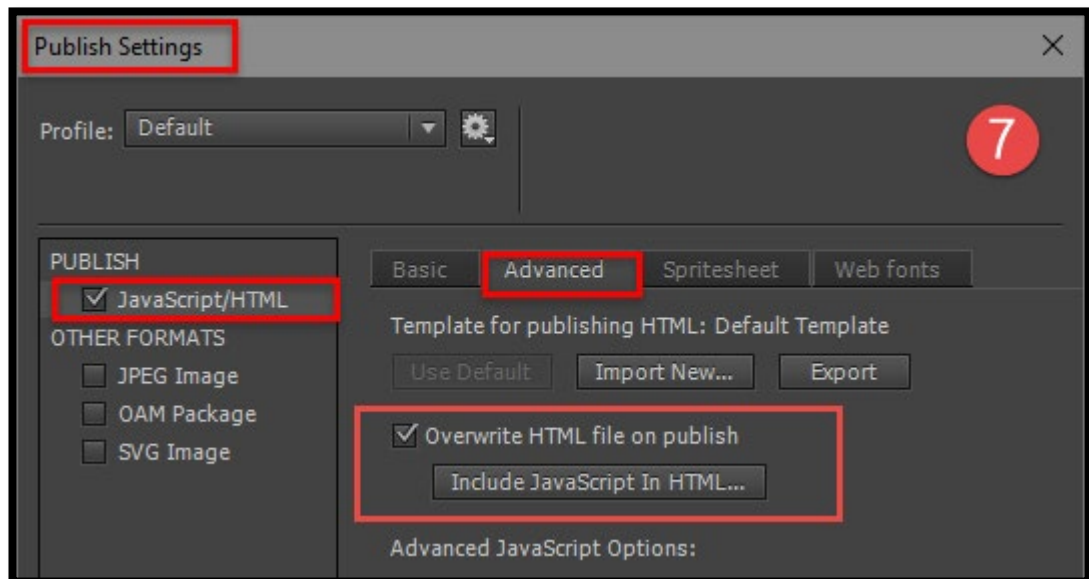 Publish Settings
Profile: Default
7
PUBLISH
JavaScript/HTML
OTHER FORMATS
JPEG Image
OAM Package
SVG Image
Basic Advanced Spritesheet Web fonts
Template for publishing HTML: Default Template
Use Default Import New... Export
Overwrite HTML file on publish
Include JavaScript In HTML...
Advanced JavaScript Options: